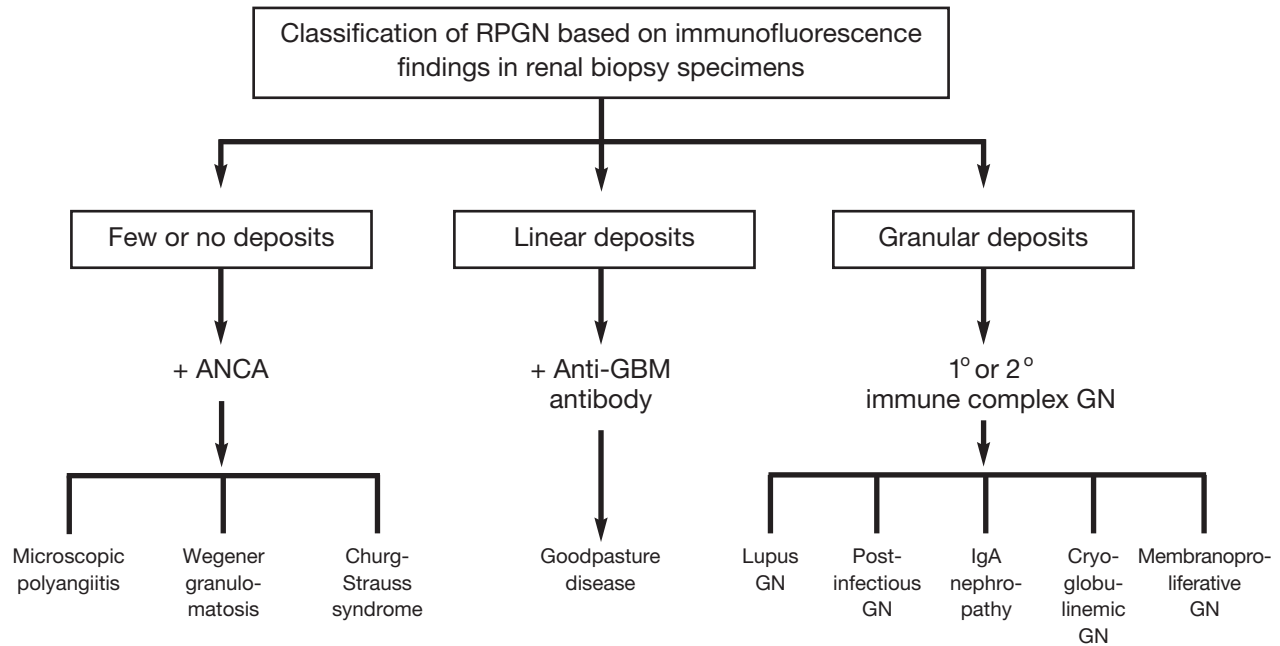 Classification of RPGN based on immunofluorescence
findings in renal biopsy specimens
Few or no deposits
Linear deposits
Granular deposits
+ ANCA
+ Anti-GBM
antibody
1° or 2°
immune complex GN
Microscopic
polyangiitis
Wegener
granulo-
matosis
Churg-
Strauss
syndrome
Goodpasture
disease
Lupus
GN
Post-
infectious
GN
IgA
nephro-
pathy
Cryo-
globu-
linemic
GN
Membranopro-
liferative
GN